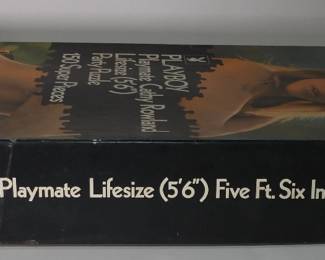 PLAYBOY
Playmate Cathy Rowland
Lifesize (5'6")
Party Puzzle
150 Super Pieces
Playmate Lifesize (5'6") Five Ft. Six In